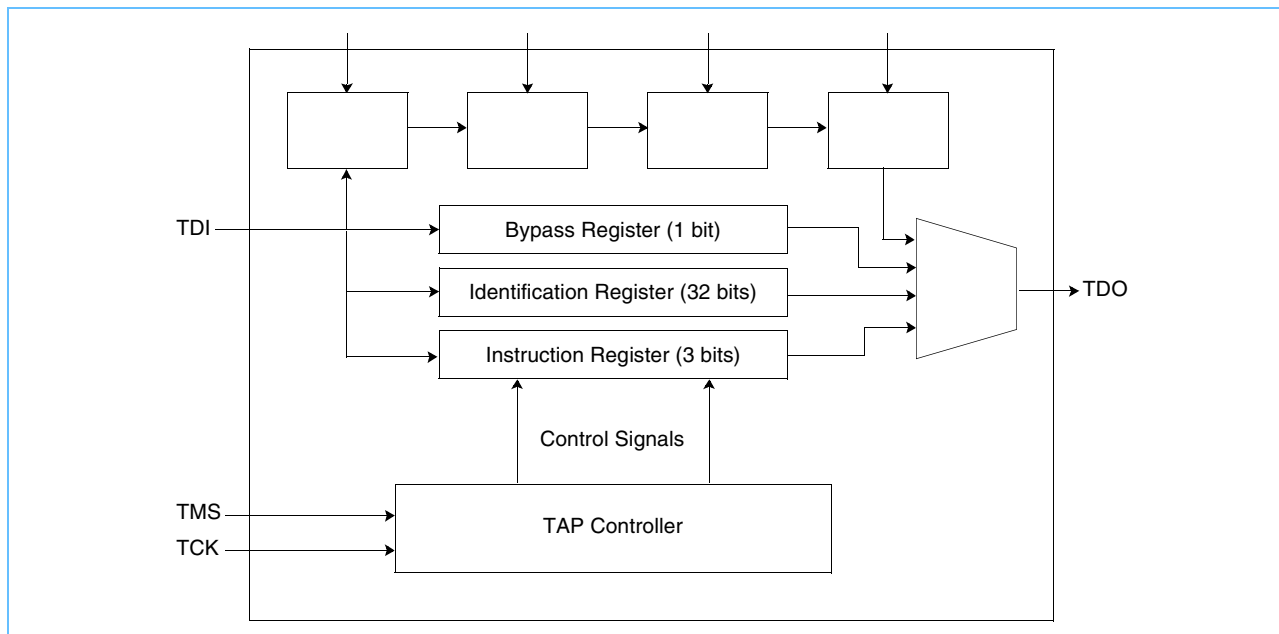 TDI
Bypass Register (1 bit)
Identification Register (32 bits)
TDO
Instruction Register (3 bits)
Control Signals
TMS
TAP Controller
TCK